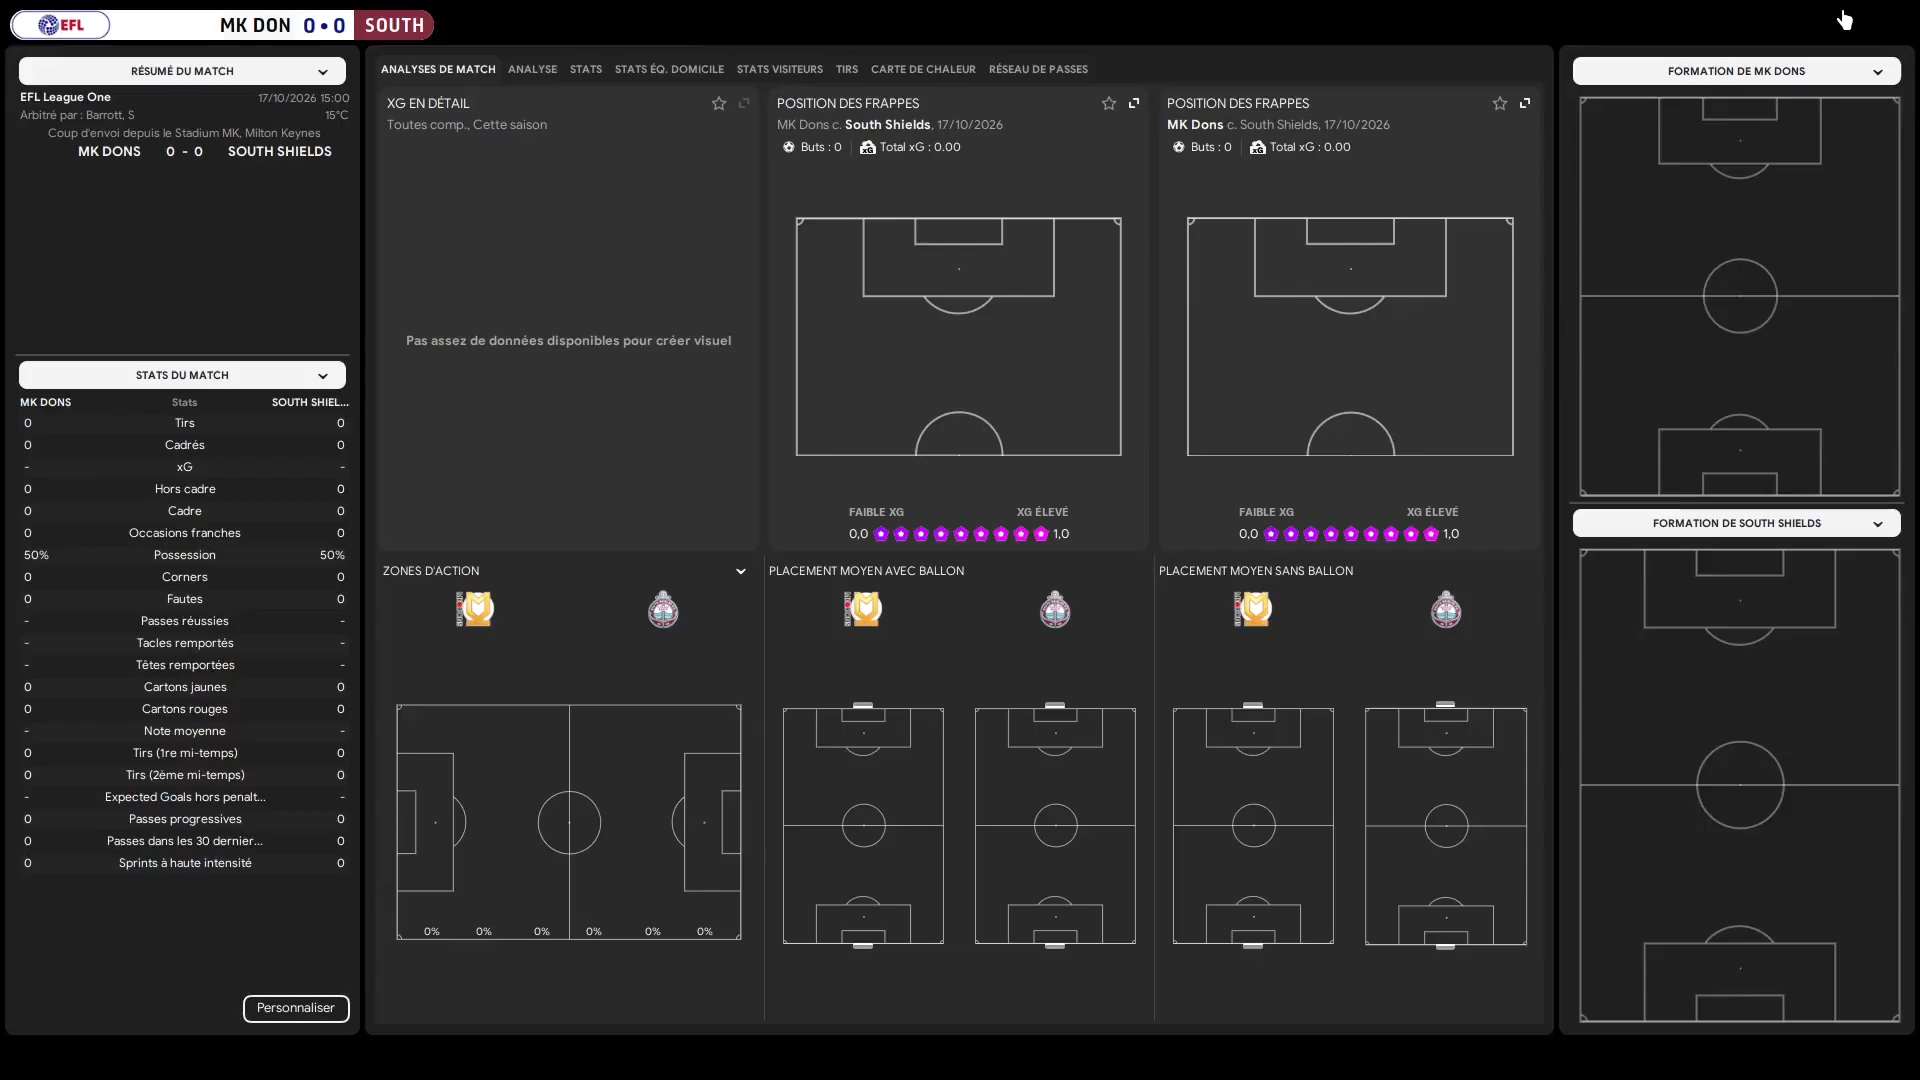 EFL
MK DON 0 • 0 SOUTH
RÉSUMÉ DU MATCH
EFL League One 17/10/2026 15:00
Arbitré par : Barrott, S 15°C
Coup d'envoi depuis le Stadium MK, Milton Keynes
MK DONS 0 - 0 SOUTH SHIELDS
STATS DU MATCH
MK DONS Stats SOUTH SHIEL...
0 Tirs 0
0 Cadrés 0
- xG -
0 Hors cadre 0
0 Cadre 0
0 Occasions franches 0
50% Possession 50%
0 Corners 0
0 Fautes 0
- Passes réussies -
- Tacles remportés -
- Têtes remportées -
0 Cartons jaunes 0
0 Cartons rouges 0
- Note moyenne -
0 Tirs (1re mi-temps) 0
0 Tirs (2ème mi-temps) 0
- Expected Goals hors penalt... -
0 Passes progressives 0
0 Passes dans les 30 dernier... 0
0 Sprints à haute intensité 0
Personnaliser
ANALYSES DE MATCH ANALYSE STATS STATS ÉQ. DOMICILE STATS VISITEURS TIRS CARTE DE CHALEUR RÉSEAU DE PASSES
XG EN DÉTAIL
Toutes comp., Cette saison
Pas assez de données disponibles pour créer visuel
POSITION DES FRAPPES
MK Dons c. South Shields, 17/10/2026
Buts : 0 xG Total xG : 0.00
FAIBLE XG XG ÉLEVÉ
0,0 1,0
POSITION DES FRAPPES
MK Dons c. South Shields, 17/10/2026
Buts : 0 xG Total xG : 0.00
FAIBLE XG XG ÉLEVÉ
0,0 1,0
ZONES D'ACTION
0% 0% 0% 0% 0% 0%
PLACEMENT MOYEN AVEC BALLON
PLACEMENT MOYEN SANS BALLON
FORMATION DE MK DONS
FORMATION DE SOUTH SHIELDS